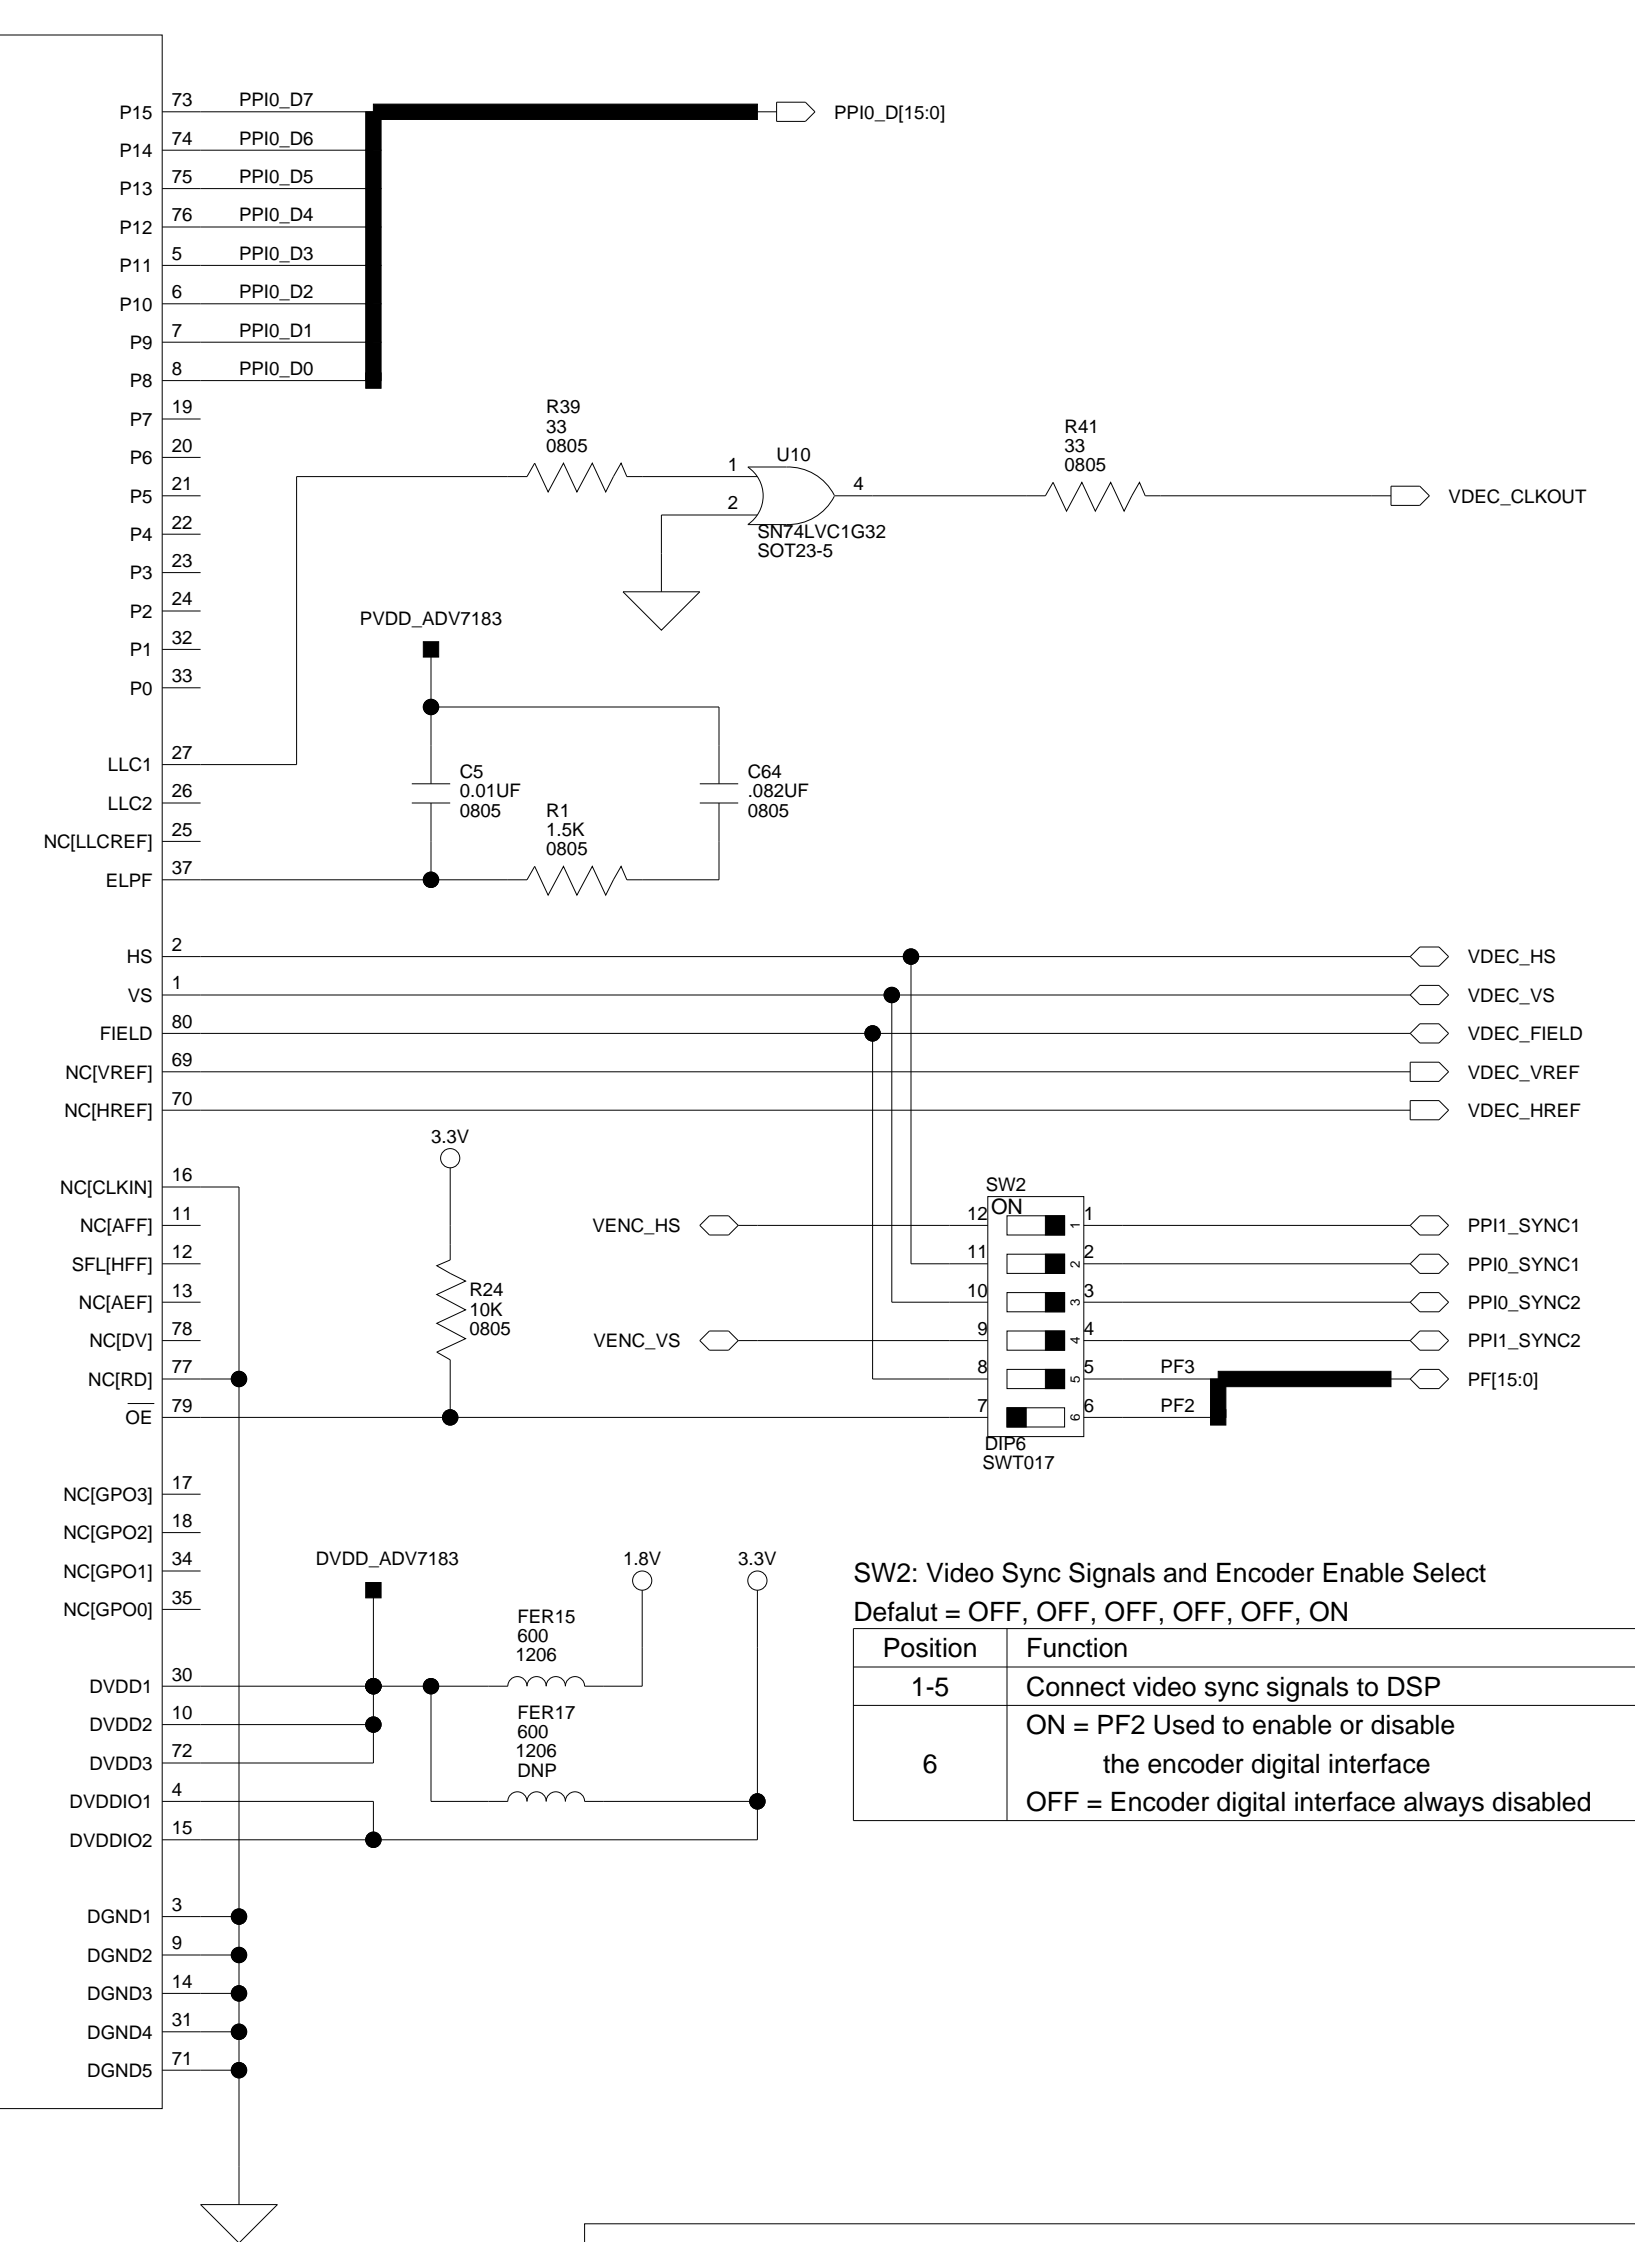 P15 73 PPI0_D7 PPI0_D[15:0]
P14 74 PPI0_D6
P13 75 PPI0_D5
P12 76 PPI0_D4
P11 5 PPI0_D3
P10 6 PPI0_D2
P9 7 PPI0_D1
P8 8 PPI0_D0
P7 19
P6 20
P5 21
P4 22
P3 23
P2 24
P1 32
P0 33
R39
33
0805
U10
1
2
4
SN74LVC1G32
SOT23-5
R41
33
0805
VDEC_CLKOUT
PVDD_ADV7183
LLC1 27
LLC2 26
NC[LLCREF] 25
ELPF 37
C5
0.01UF
0805
R1
1.5K
0805
C64
.082UF
0805
HS 2 VDEC_HS
VS 1 VDEC_VS
FIELD 80 VDEC_FIELD
NC[VREF] 69 VDEC_VREF
NC[HREF] 70 VDEC_HREF
3.3V
NC[CLKIN] 16
NC[AFF] 11
SFL[HFF] 12
NC[AEF] 13
NC[DV] 78
NC[RD] 77
OE 79
R24
10K
0805
SW2
ON
VENC_HS 12 1 1 PPI1_SYNC1
11 2 2 PPI0_SYNC1
10 3 3 PPI0_SYNC2
VENC_VS 9 4 4 PPI1_SYNC2
8 5 5 PF3 PF[15:0]
7 6 6 PF2
DIP6
SWT017
NC[GPO3] 17
NC[GPO2] 18
NC[GPO1] 34
NC[GPO0] 35
DVDD_ADV7183
1.8V
3.3V
FER15
600
1206
FER17
600
1206
DNP
DVDD1 30
DVDD2 10
DVDD3 72
DVDDIO1 4
DVDDIO2 15
SW2: Video Sync Signals and Encoder Enable Select
Defalut = OFF, OFF, OFF, OFF, OFF, ON
Position Function
1-5 Connect video sync signals to DSP
6 ON = PF2 Used to enable or disable
the encoder digital interface
OFF = Encoder digital interface always disabled
DGND1 3
DGND2 9
DGND3 14
DGND4 31
DGND5 71